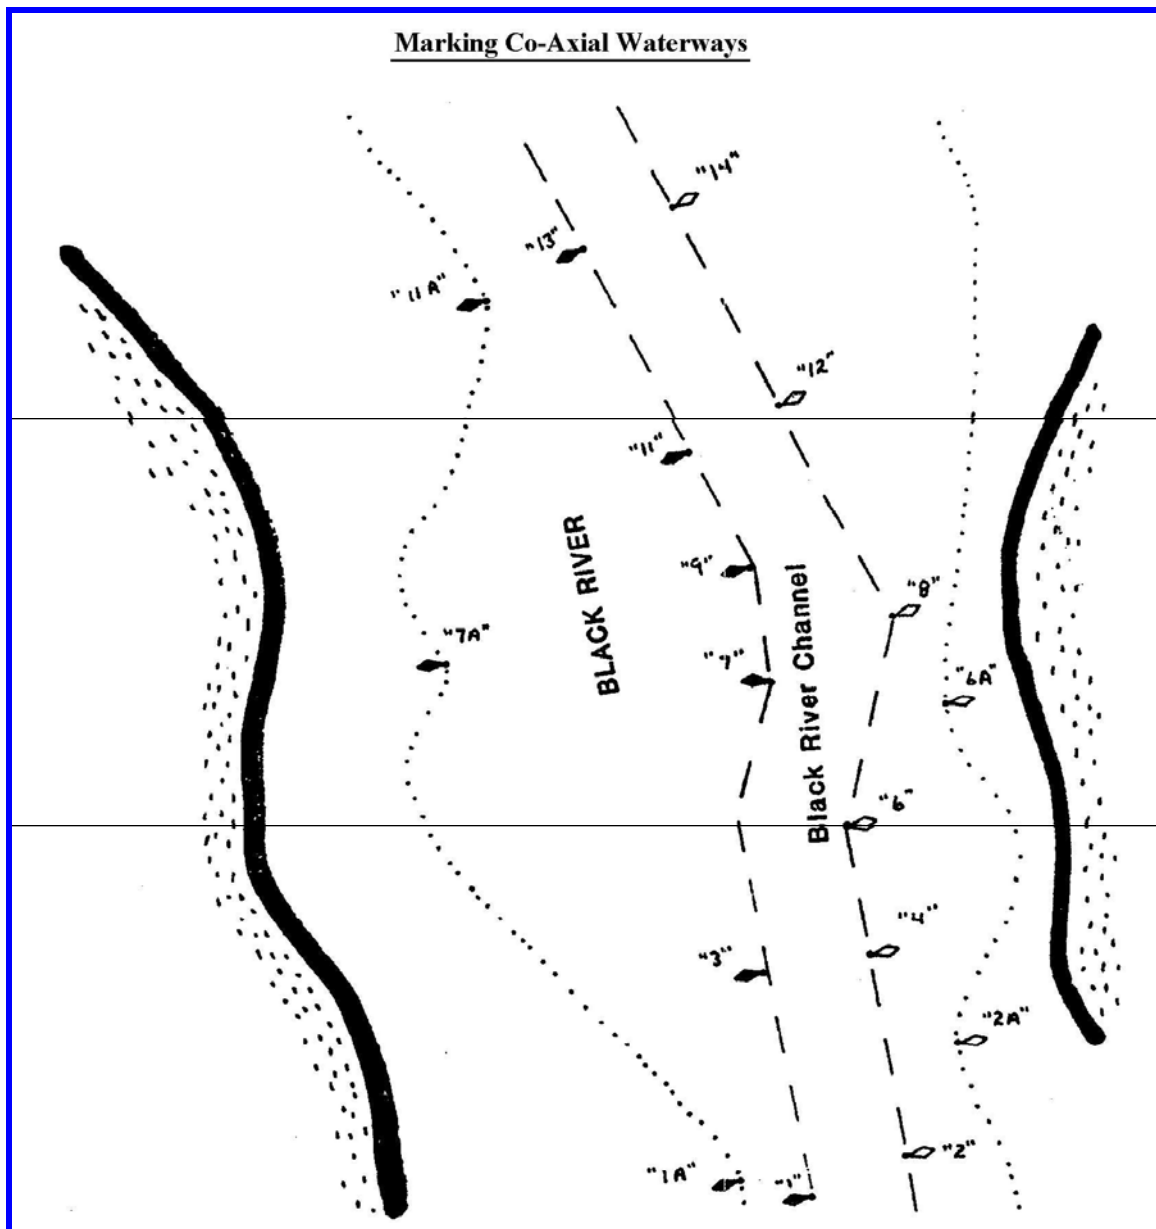 Marking Co-Axial Waterways
"14"
"13"
"11A"
"12"
"11"
BLACK RIVER
"9"
Black River Channel
"8"
"7A"
"7"
"6A"
"6"
"4"
"3"
"2A"
"2"
"1A"
"1"